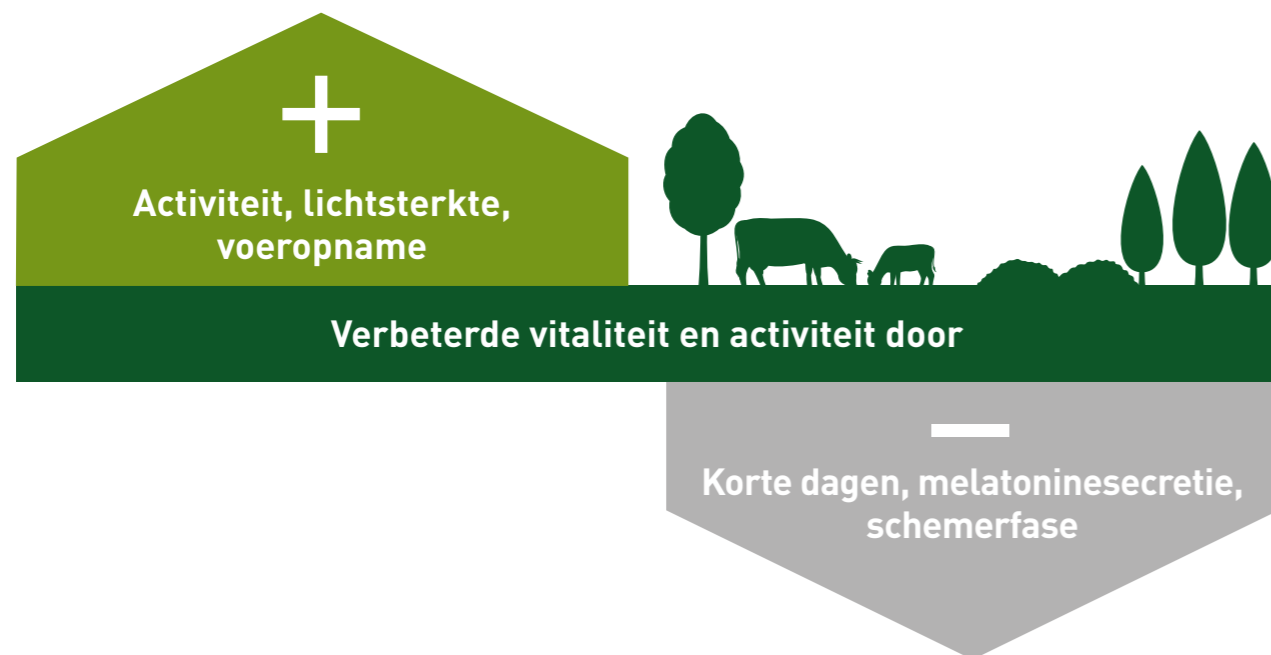 +
Activiteit, lichtsterkte,
voeropname
Verbeterde vitaliteit en activiteit door
—
Korte dagen, melatoninesecretie,
schemerfase